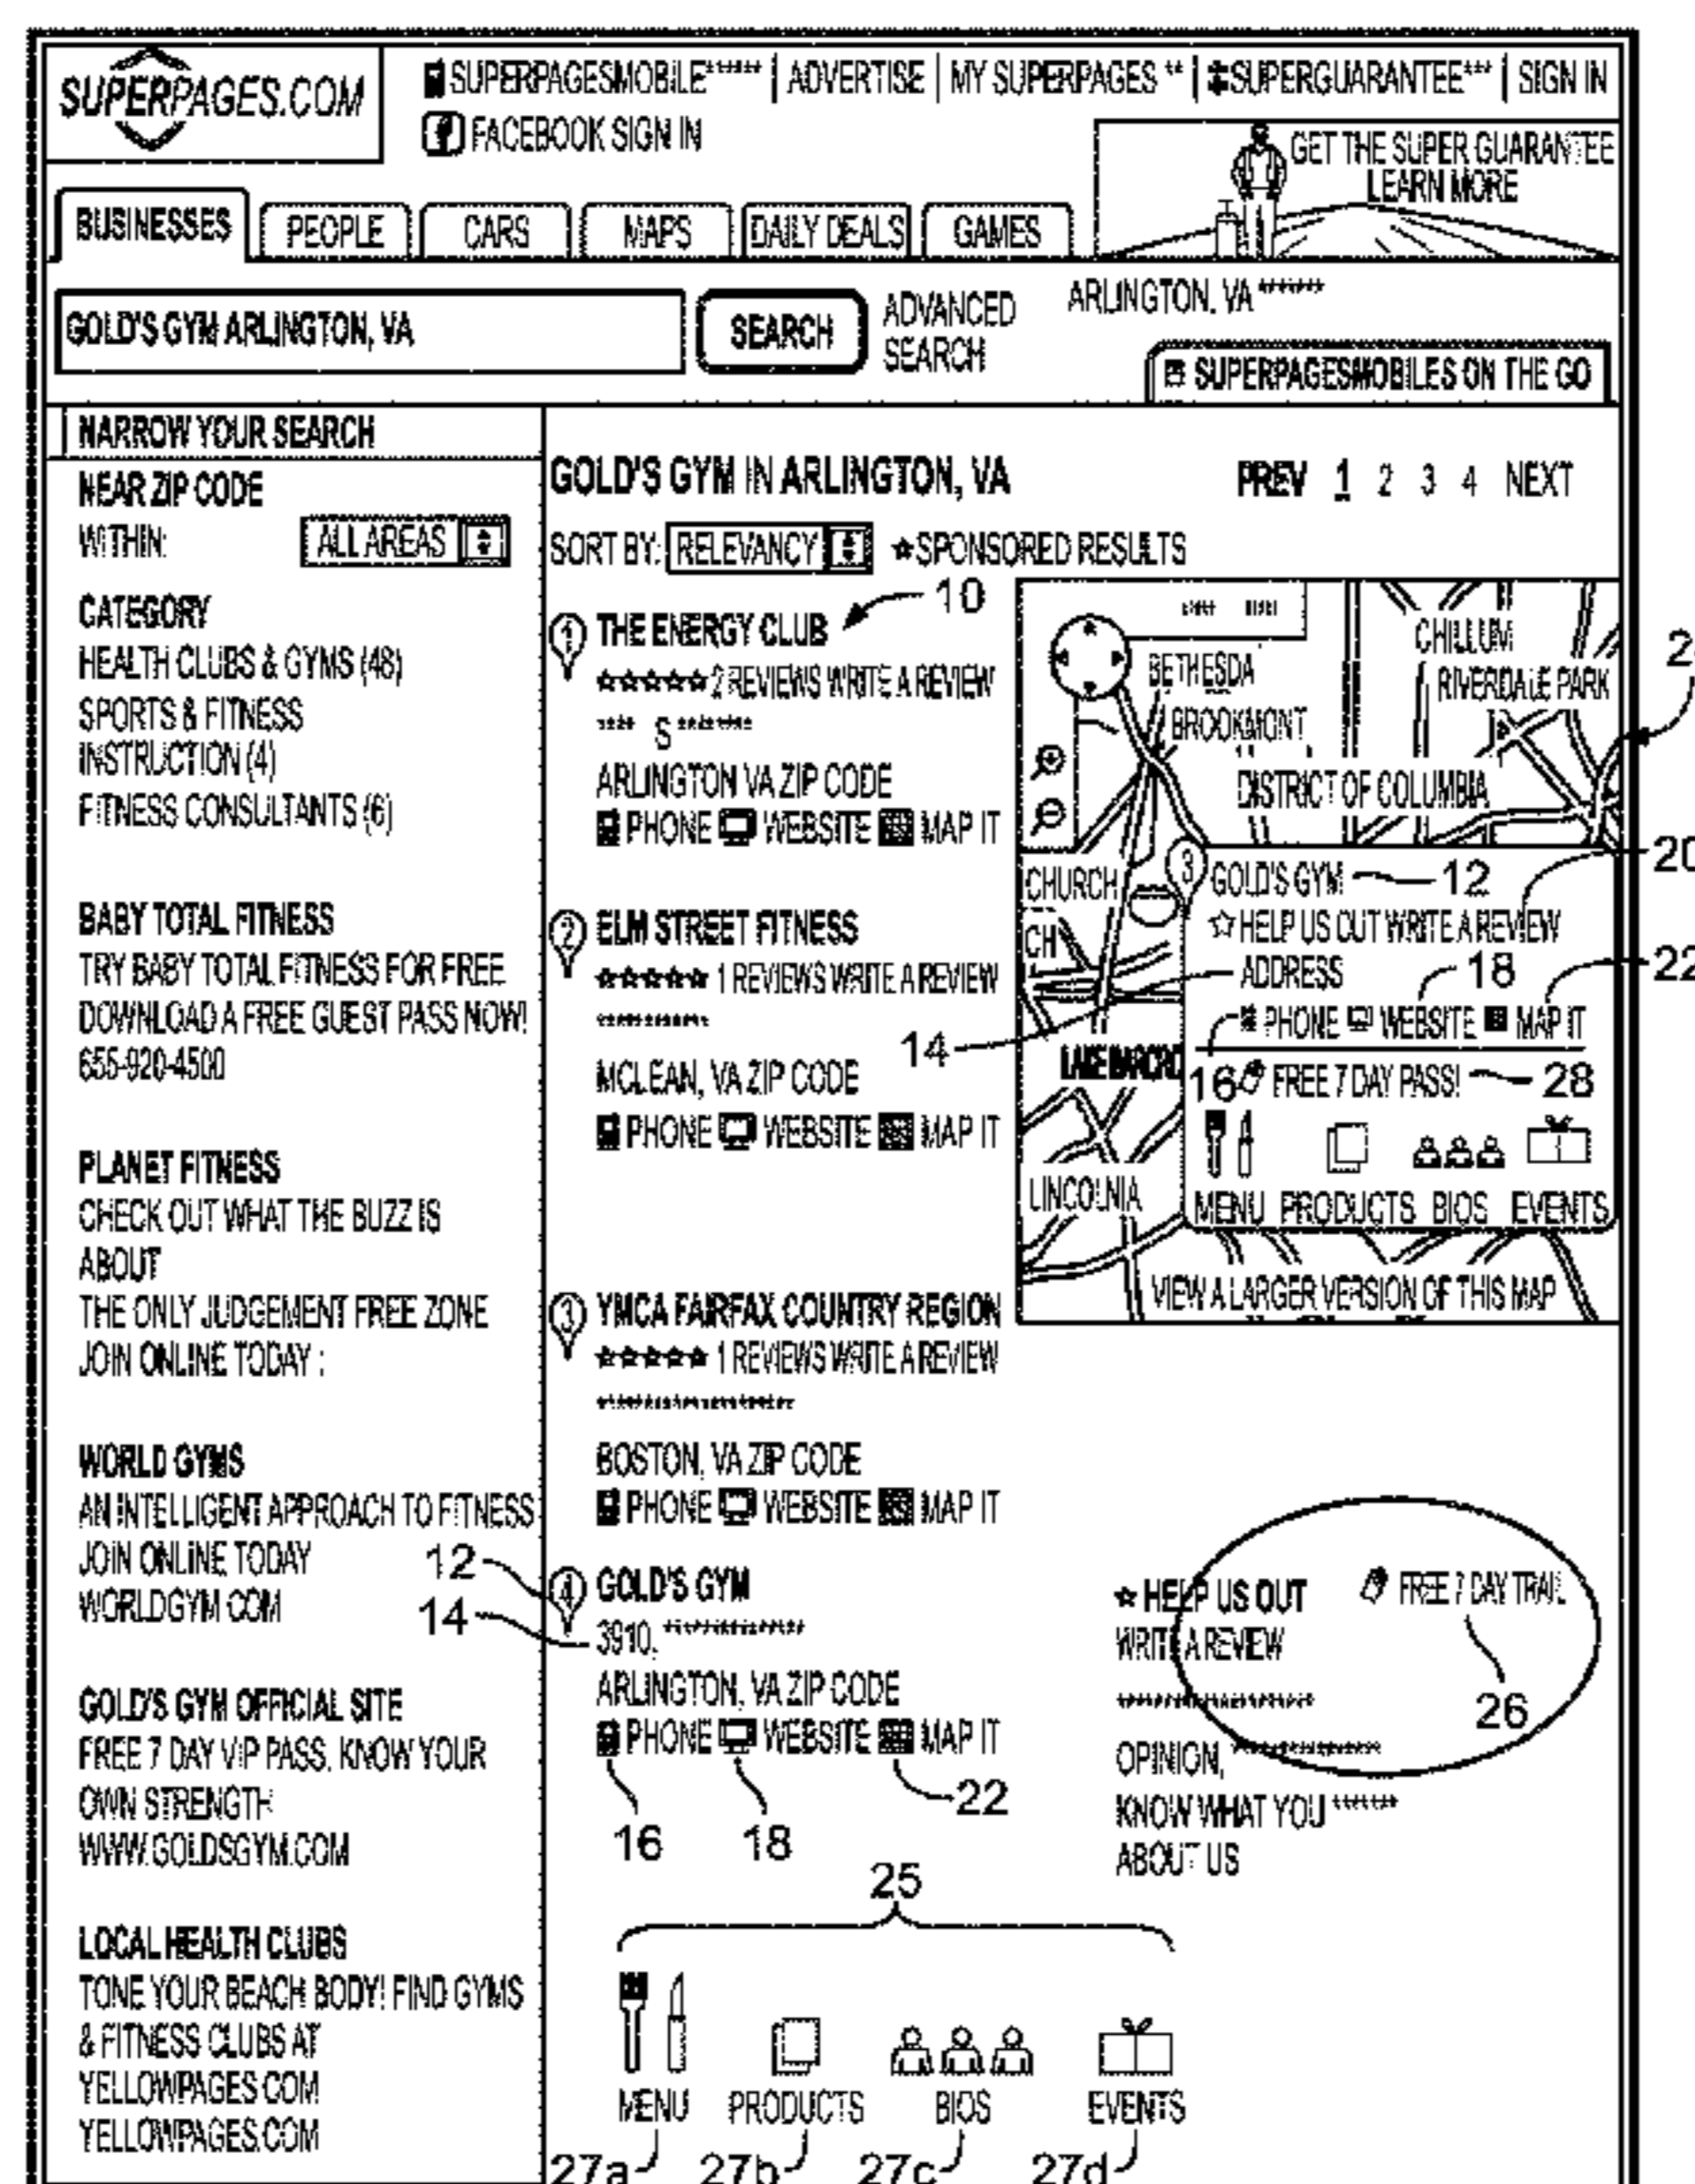 SUPERPAGES.COM
SUPERPAGESMOBILE****** | ADVERTISE | MY SUPERPAGES ** | SUPERGUARANTEE*** | SIGN IN
FACEBOOK SIGN IN
GET THE SUPER GUARANTEE
LEARN MORE
BUSINESSES PEOPLE CARS MAPS DAILY DEALS GAMES
GOLD'S GYM ARLINGTON, VA
SEARCH
ADVANCED
SEARCH
ARLINGTON, VA *******
SUPERPAGESMOBILES ON THE GO
NARROW YOUR SEARCH
NEAR ZIP CODE
WITHIN: ALL AREAS
CATEGORY
HEALTH CLUBS & GYMS (48)
SPORTS & FITNESS
INSTRUCTION (4)
FITNESS CONSULTANTS (6)
BABY TOTAL FITNESS
TRY BABY TOTAL FITNESS FOR FREE
DOWNLOAD A FREE GUEST PASS NOW!
655-920-4500
PLANET FITNESS
CHECK OUT WHAT THE BUZZ IS
ABOUT
THE ONLY JUDGEMENT FREE ZONE
JOIN ONLINE TODAY :
WORLD GYMS
AN INTELLIGENT APPROACH TO FITNESS
JOIN ONLINE TODAY
WORLDGYM.COM
GOLD'S GYM OFFICIAL SITE
FREE 7 DAY VIP PASS, KNOW YOUR
OWN STRENGTH
WWW.GOLDSGYM.COM
LOCAL HEALTH CLUBS
TONE YOUR BEACH BODY! FIND GYMS
& FITNESS CLUBS AT
YELLOWPAGES.COM
YELLOWPAGES.COM
GOLD'S GYM IN ARLINGTON, VA
PREV 1 2 3 4 NEXT
SORT BY: RELEVANCY SPONSORED RESULTS
10
1 THE ENERGY CLUB
2 REVIEWS WRITE A REVIEW
**** S ********
ARLINGTON VA ZIP CODE
PHONE WEBSITE MAP IT
2 ELM STREET FITNESS
1 REVIEWS WRITE A REVIEW
************
MCLEAN, VA ZIP CODE
PHONE WEBSITE MAP IT
3 YMCA FAIRFAX COUNTRY REGION
1 REVIEWS WRITE A REVIEW
*********************
BOSTON, VA ZIP CODE
PHONE WEBSITE MAP IT
12
4 GOLD'S GYM
14
3910, ***************
ARLINGTON, VA ZIP CODE
PHONE WEBSITE MAP IT
16 18 22
HELP US OUT
WRITE A REVIEW
*********************
OPINION, ****************
KNOW WHAT YOU *******
ABOUT US
FREE 7 DAY TRAIL
26
25
MENU PRODUCTS BIOS EVENTS
27a 27b 27c 27d
CHILLUM
BETHESDA
RIVERDALE PARK
BROOKMONT
DISTRICT OF COLUMBIA
CHURCH
CH
LINCOLNIA
3 GOLD'S GYM 12
20
HELP US OUT WRITE A REVIEW
ADDRESS 18
22
14
PHONE WEBSITE MAP IT
16 FREE 7 DAY PASS! 28
MENU PRODUCTS BIOS EVENTS
VIEW A LARGER VERSION OF THIS MAP